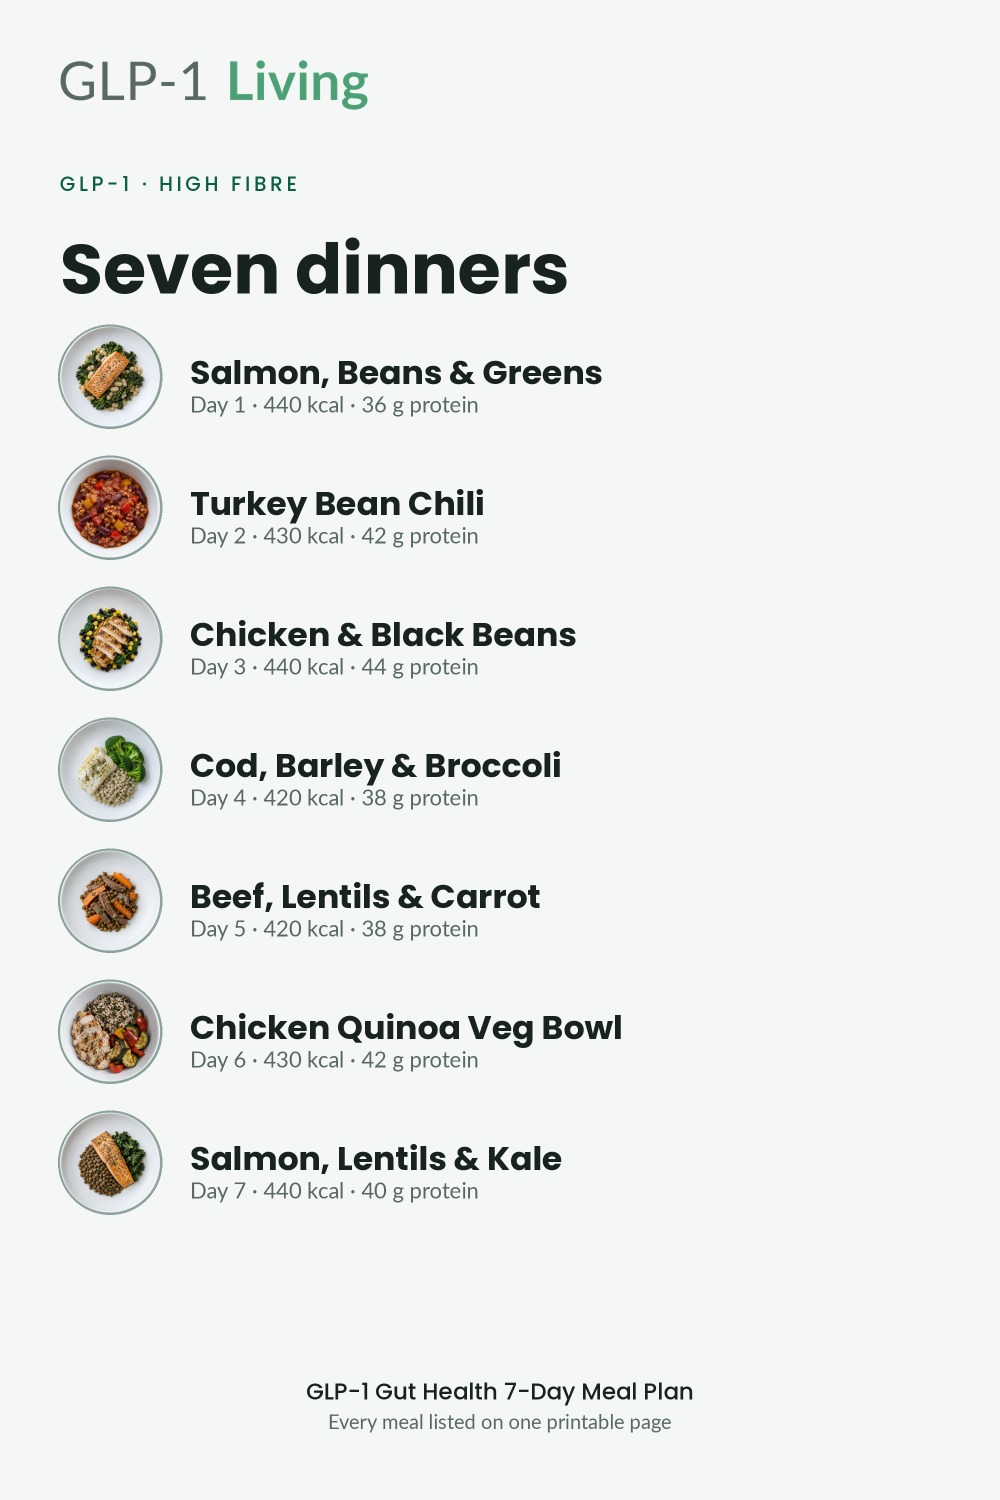 GLP-1 Living
GLP-1 · HIGH FIBRE
Seven dinners
Salmon, Beans & Greens
Day 1 · 440 kcal · 36 g protein
Turkey Bean Chili
Day 2 · 430 kcal · 42 g protein
Chicken & Black Beans
Day 3 · 440 kcal · 44 g protein
Cod, Barley & Broccoli
Day 4 · 420 kcal · 38 g protein
Beef, Lentils & Carrot
Day 5 · 420 kcal · 38 g protein
Chicken Quinoa Veg Bowl
Day 6 · 430 kcal · 42 g protein
Salmon, Lentils & Kale
Day 7 · 440 kcal · 40 g protein
GLP-1 Gut Health 7-Day Meal Plan
Every meal listed on one printable page